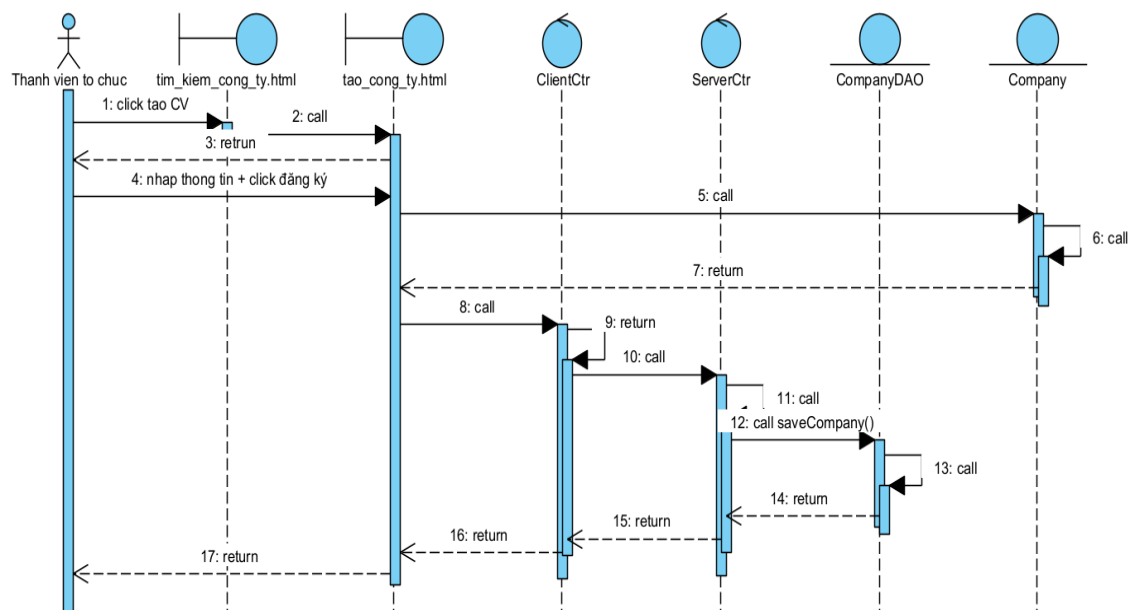 Thanh vien to chuc
tim_kiem_cong_ty.html
tao_cong_ty.html
ClientCtr
ServerCtr
CompanyDAO
Company
1: click tao CV
2: call
3: retrun
4: nhap thong tin + click đăng ký
5: call
6: call
7: return
8: call
9: return
10: call
11: call
12: call saveCompany()
13: call
14: return
15: return
16: return
17: return